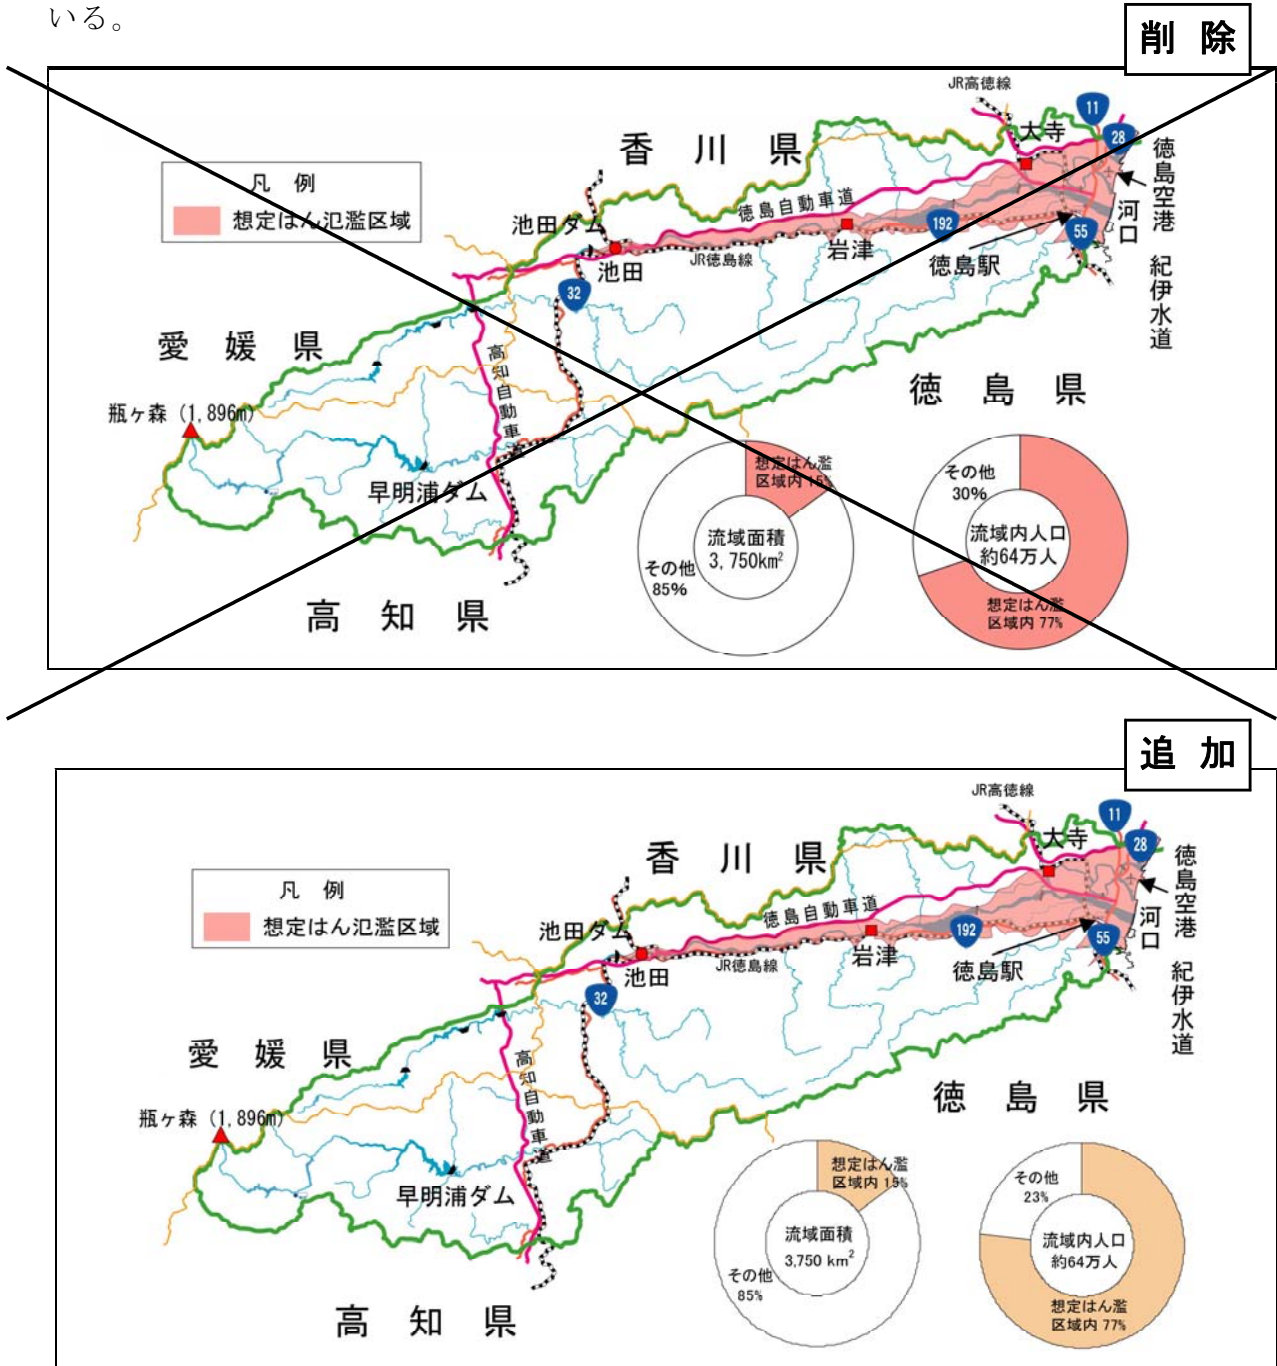 いる。
削 除
JR高徳線
11
大寺
28
香 川 県
徳島空港
凡 例
想定はん氾濫区域
徳島自動車道
河口
池田ダム
192
55
岩津
JR徳島線
徳島駅
池田
紀伊水道
32
愛 媛 県
高知自動車道
徳 島 県
瓶ヶ森（1,896m）
早明浦ダム
想定はん濫
区域内 15%
流域面積
3,750km²
その他
85%
その他
30%
流域内人口
約64万人
想定はん濫
区域内 77%
高 知 県
追 加
JR高徳線
11
大寺
28
香 川 県
徳島空港
凡 例
想定はん氾濫区域
徳島自動車道
河口
池田ダム
192
55
岩津
JR徳島線
徳島駅
池田
紀伊水道
32
愛 媛 県
高知自動車道
徳 島 県
瓶ヶ森（1,896m）
早明浦ダム
想定はん濫
区域内 15%
流域面積
3,750 km²
その他
85%
その他
23%
流域内人口
約64万人
想定はん濫
区域内 77%
高 知 県